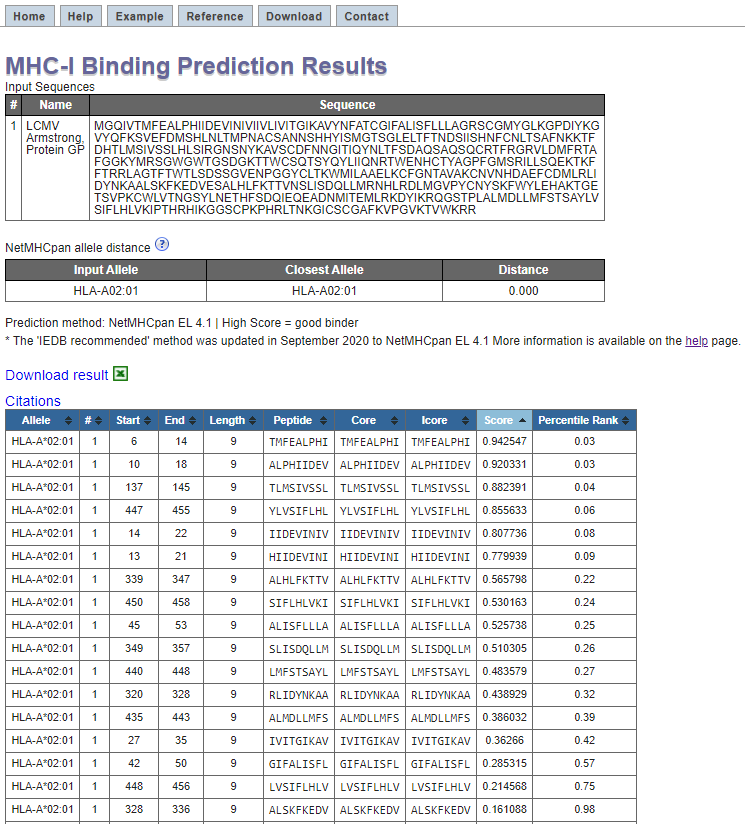 Home Help Example Reference Download Contact
MHC-I Binding Prediction Results
Input Sequences
# Name Sequence
1 LCMV Armstrong, Protein GP
MGQIVTMFEALPHIIDEVINIVIIVLIVITGIKAVYNFATCGIFALISFLLLAGRSCGMYGLKGPDIYKG
VYQFKSVEFDMSHLNLTMPNACSANNSHHYISMGTSGLELTFTNDSIISHNFCNLTSAFNKKTF
DHTLMSIVSSLHLSIRGNSNYKAVSCDFNNGITIQYNLTFSDAQSAQSQCRTFRGRVLDMFRTA
FGGKYMRSGWGWTGSDGKTTWCSQTSYQYLIIQNRTWENHCTYAGPFGMSRILLSQEKTKF
FTRRLAGTFTWTLSDSSGVENPGGYCLTKWMILAAELKCFGNTAVAKCNVNHDAEFCDMLRLI
DYNKAALSKFKEDVESALHLFKTTVNSLISDQLLMRNHLRDLMGVPYCNYSKFWYLEHAKTGE
TSVPKCWLVTNGSYLNETHFSDQIEQEADNMITEMLRKDYIKRQGSTPLALMDLLMFSTSAYLV
SIFLHLVKIPTHRHIKGGSCPKPHRLTNKGICSCGAFKVPGVKTVWKRR
NetMHCpan allele distance ?
Input Allele Closest Allele Distance
HLA-A02:01 HLA-A02:01 0.000
Prediction method: NetMHCpan EL 4.1 | High Score = good binder
* The 'IEDB recommended' method was updated in September 2020 to NetMHCpan EL 4.1 More information is available on the help page.
Download result
Citations
Allele # Start End Length Peptide Core Icore Score Percentile Rank
HLA-A*02:01 1 6 14 9 TMFEALPHI TMFEALPHI TMFEALPHI 0.942547 0.03
HLA-A*02:01 1 10 18 9 ALPHIIDEV ALPHIIDEV ALPHIIDEV 0.920331 0.03
HLA-A*02:01 1 137 145 9 TLMSIVSSL TLMSIVSSL TLMSIVSSL 0.882391 0.04
HLA-A*02:01 1 447 455 9 YLVSIFLHL YLVSIFLHL YLVSIFLHL 0.855633 0.06
HLA-A*02:01 1 14 22 9 IIDEVINIV IIDEVINIV IIDEVINIV 0.807736 0.08
HLA-A*02:01 1 13 21 9 HIIDEVINI HIIDEVINI HIIDEVINI 0.779939 0.09
HLA-A*02:01 1 339 347 9 ALHLFKTTV ALHLFKTTV ALHLFKTTV 0.565798 0.22
HLA-A*02:01 1 450 458 9 SIFLHLVKI SIFLHLVKI SIFLHLVKI 0.530163 0.24
HLA-A*02:01 1 45 53 9 ALISFLLLA ALISFLLLA ALISFLLLA 0.525738 0.25
HLA-A*02:01 1 349 357 9 SLISDQLLM SLISDQLLM SLISDQLLM 0.510305 0.26
HLA-A*02:01 1 440 448 9 LMFSTSAYL LMFSTSAYL LMFSTSAYL 0.483579 0.27
HLA-A*02:01 1 320 328 9 RLIDYNKAA RLIDYNKAA RLIDYNKAA 0.438929 0.32
HLA-A*02:01 1 435 443 9 ALMDLLMFS ALMDLLMFS ALMDLLMFS 0.386032 0.39
HLA-A*02:01 1 27 35 9 IVITGIKAV IVITGIKAV IVITGIKAV 0.36266 0.42
HLA-A*02:01 1 42 50 9 GIFALISFL GIFALISFL GIFALISFL 0.285315 0.57
HLA-A*02:01 1 448 456 9 LVSIFLHLV LVSIFLHLV LVSIFLHLV 0.214568 0.75
HLA-A*02:01 1 328 336 9 ALSKFKEDV ALSKFKEDV ALSKFKEDV 0.161088 0.98